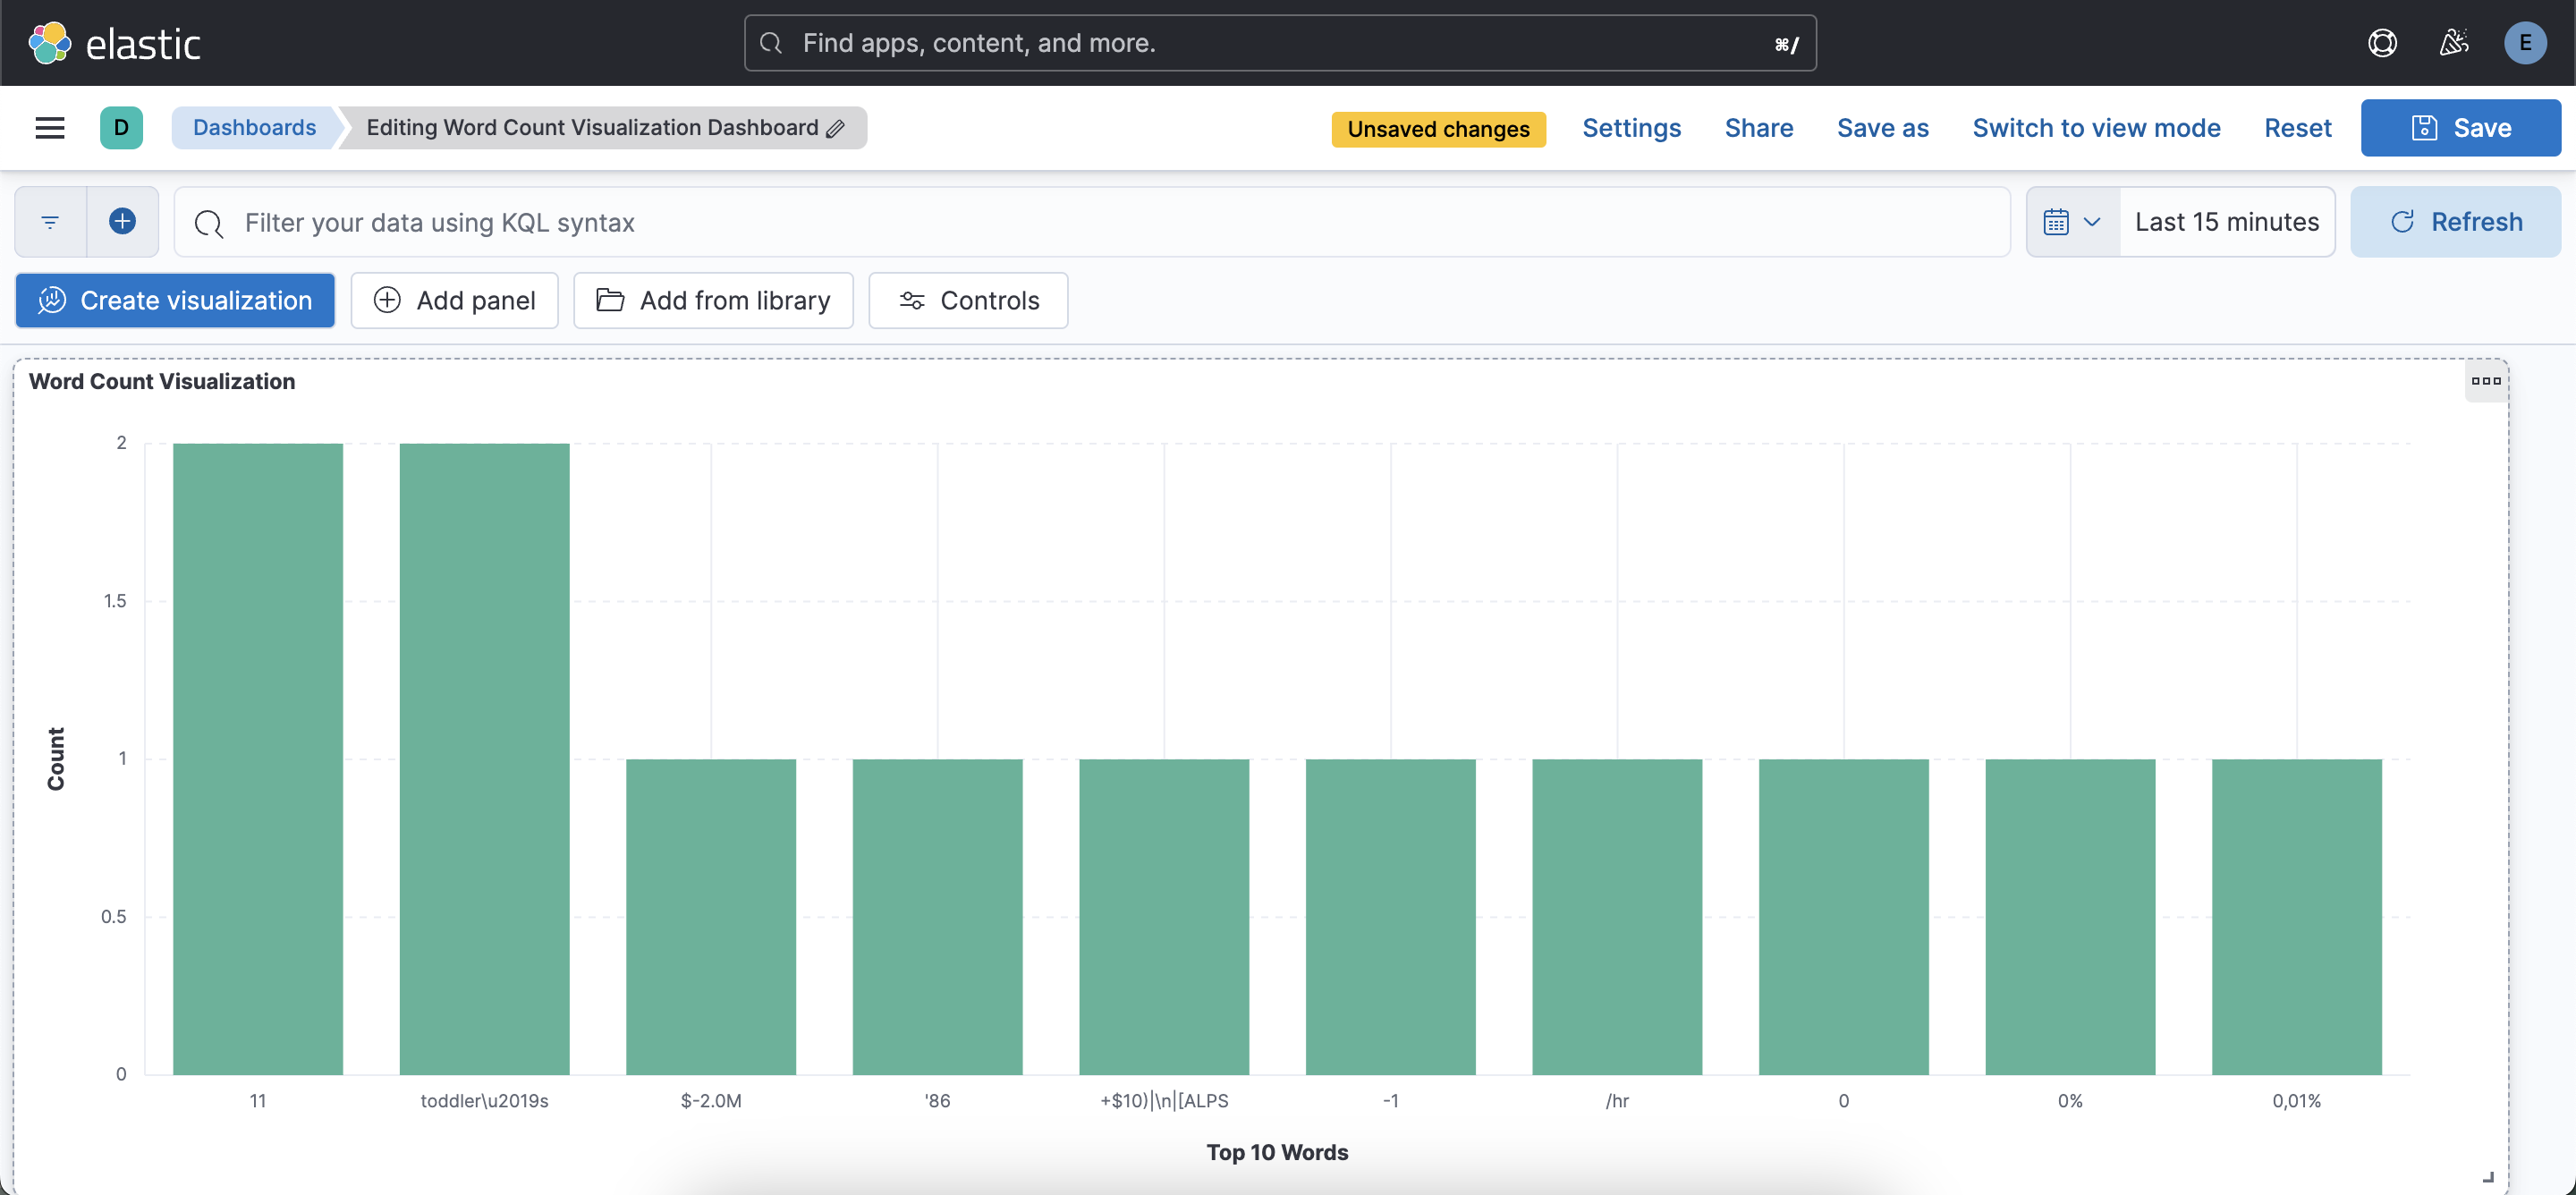 elastic
Find apps, content, and more.
⌘/
E
D
Dashboards
Editing Word Count Visualization Dashboard
Unsaved changes
Settings
Share
Save as
Switch to view mode
Reset
Save
Filter your data using KQL syntax
Last 15 minutes
Refresh
Create visualization
Add panel
Add from library
Controls
Word Count Visualization
2
1.5
1
0.5
0
Count
11
toddler\u2019s
$-2.0M
'86
+$10)|\n|[ALPS
-1
/hr
0
0%
0,01%
Top 10 Words